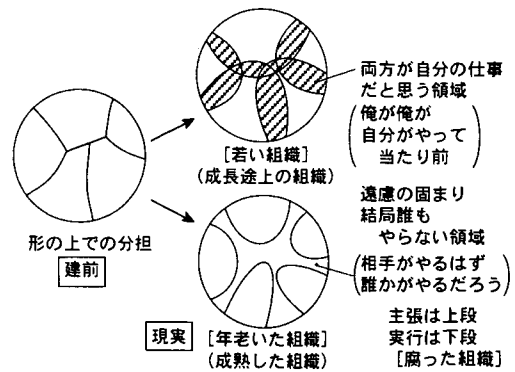 両方が自分の仕事
だと思う領域
(俺が俺が
自分がやって
当たり前)
[若い組織]
(成長途上の組織)
形の上での分担
建前
遠慮の固まり
結局誰も
やらない領域
(相手がやるはず
誰かがやるだろう)
現実
[年老いた組織]
(成熟した組織)
主張は上段
実行は下段
[腐った組織]